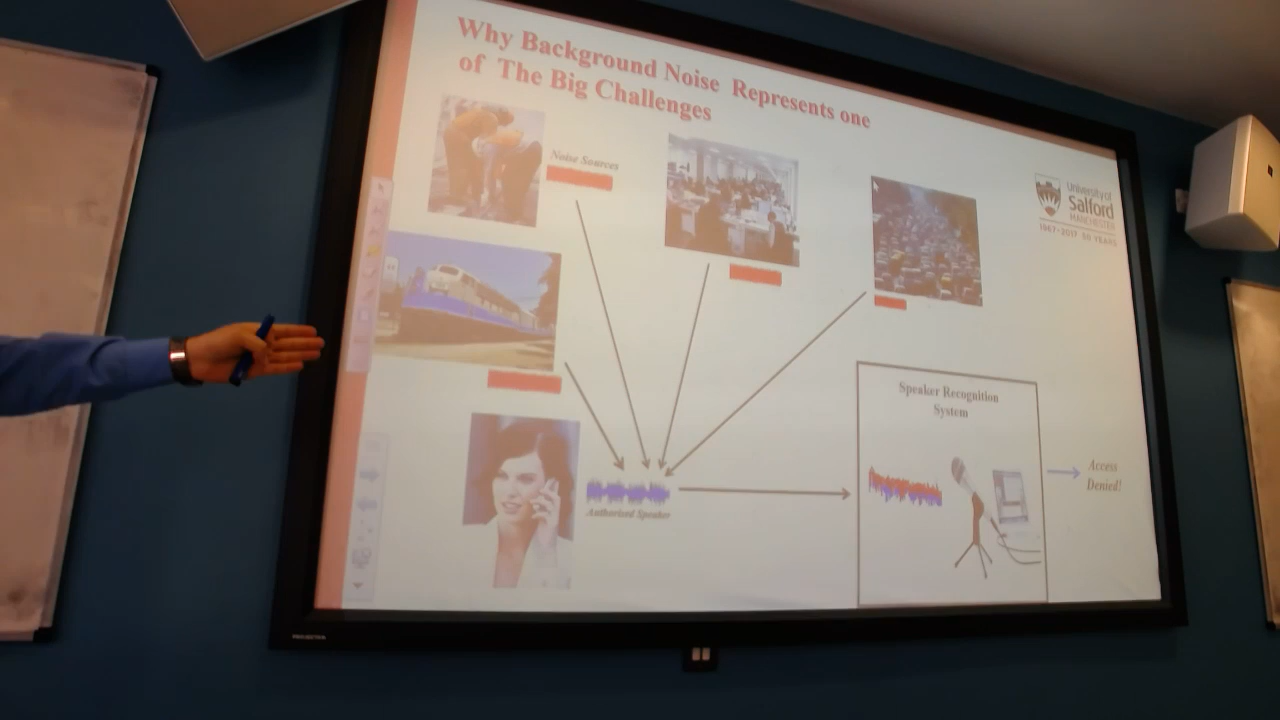 Why Background Noise Represents one
of The Big Challenges
Noise Sources
University of
Salford
MANCHESTER
1967-2017 50 YEARS
Speaker Recognition
System
Access
Denied!
Authorized Speaker